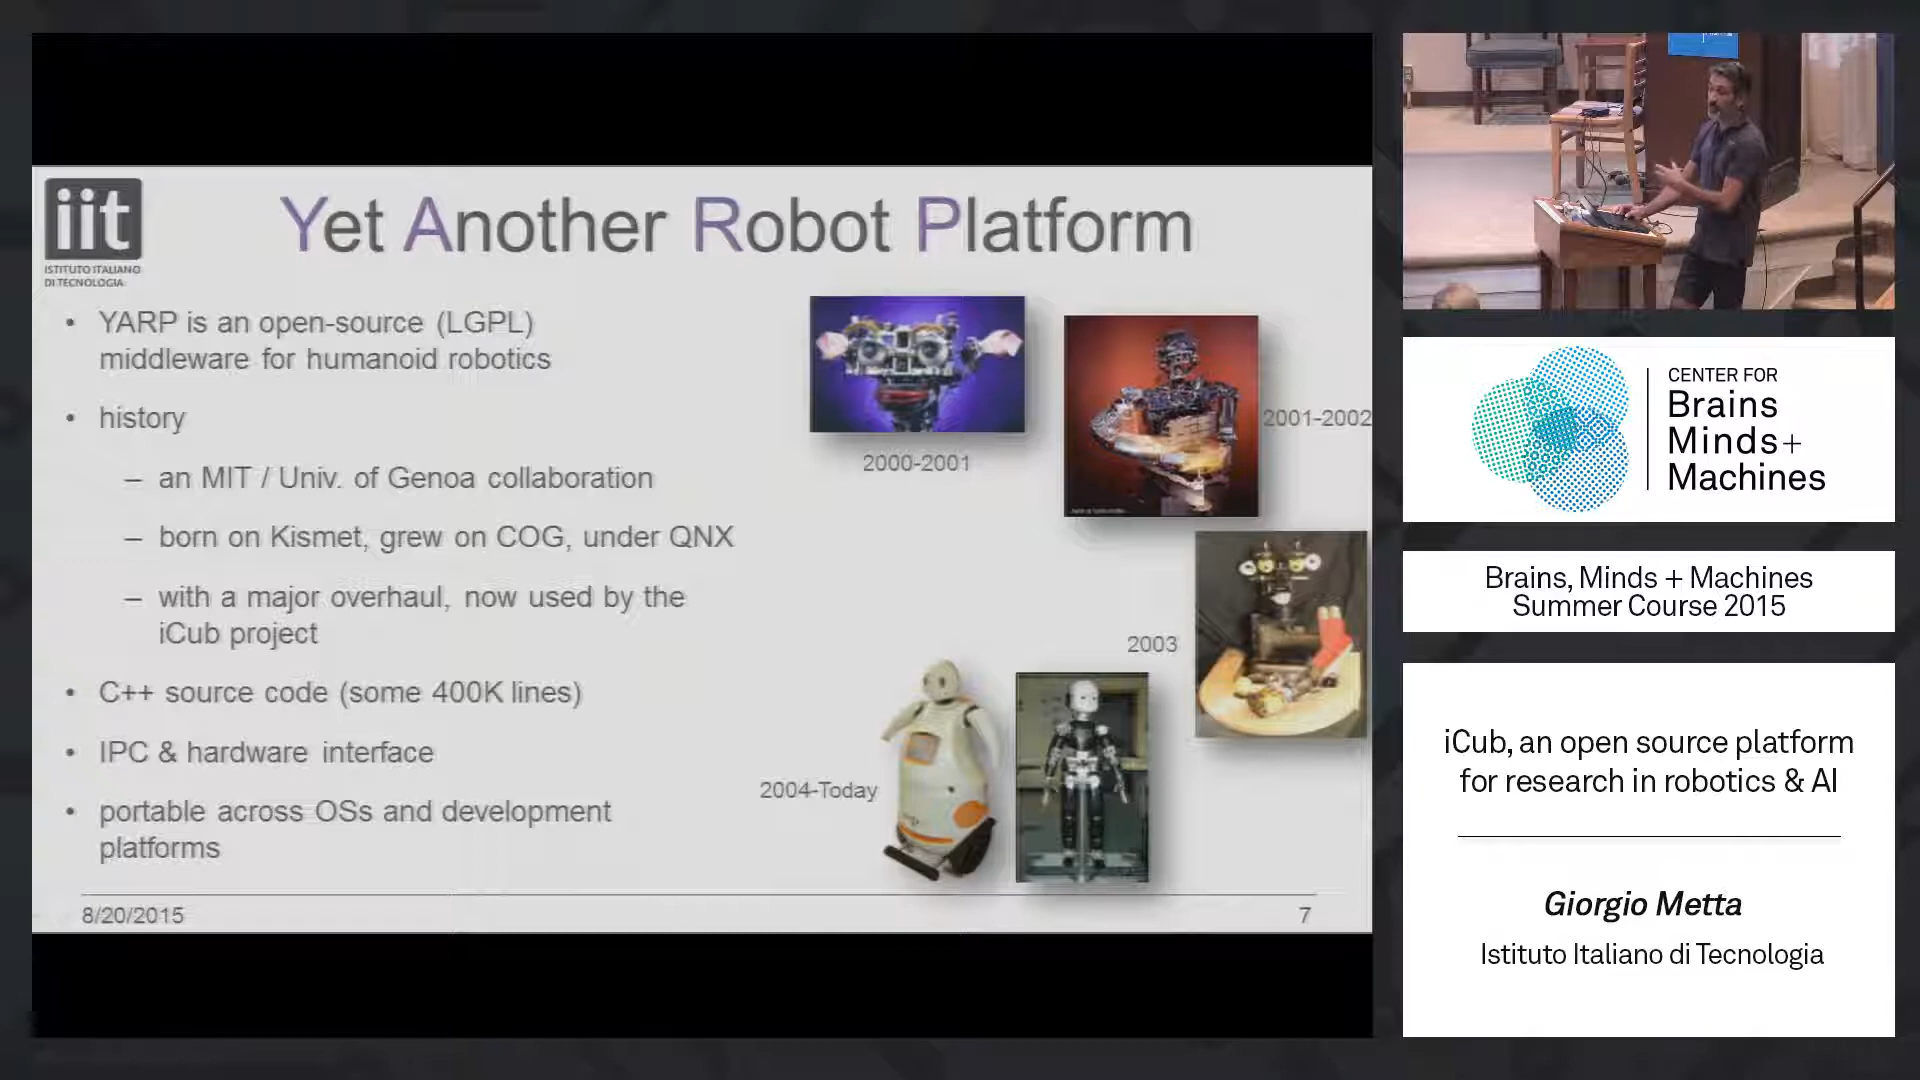 iit
ISTITUTO ITALIANO
DI TECNOLOGIA
Yet Another Robot Platform
• YARP is an open-source (LGPL)
middleware for humanoid robotics
• history
– an MIT / Univ. of Genoa collaboration
– born on Kismet, grew on COG, under QNX
– with a major overhaul, now used by the
iCub project
• C++ source code (some 400K lines)
• IPC & hardware interface
• portable across OSs and development
platforms
2000-2001
2001-2002
2003
2004-Today
8/20/2015
7
CENTER FOR
Brains
Minds+
Machines
Brains, Minds + Machines
Summer Course 2015
iCub, an open source platform
for research in robotics & AI
Giorgio Metta
Istituto Italiano di Tecnologia